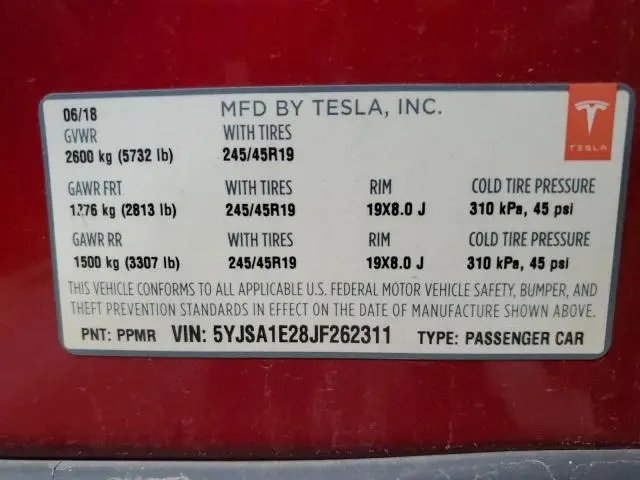 06/18 MFD BY TESLA, INC.
TESLA
GVWR WITH TIRES
2600 kg (5732 lb) 245/45R19
GAWR FRT WITH TIRES RIM COLD TIRE PRESSURE
1276 kg (2813 lb) 245/45R19 19X8.0 J 310 kPa, 45 psi
GAWR RR WITH TIRES RIM COLD TIRE PRESSURE
1500 kg (3307 lb) 245/45R19 19X8.0 J 310 kPa, 45 psi
THIS VEHICLE CONFORMS TO ALL APPLICABLE U.S. FEDERAL MOTOR VEHICLE SAFETY, BUMPER, AND
THEFT PREVENTION STANDARDS IN EFFECT ON THE DATE OF MANUFACTURE SHOWN ABOVE.
PNT: PPMR VIN: 5YJSA1E28JF262311 TYPE: PASSENGER CAR